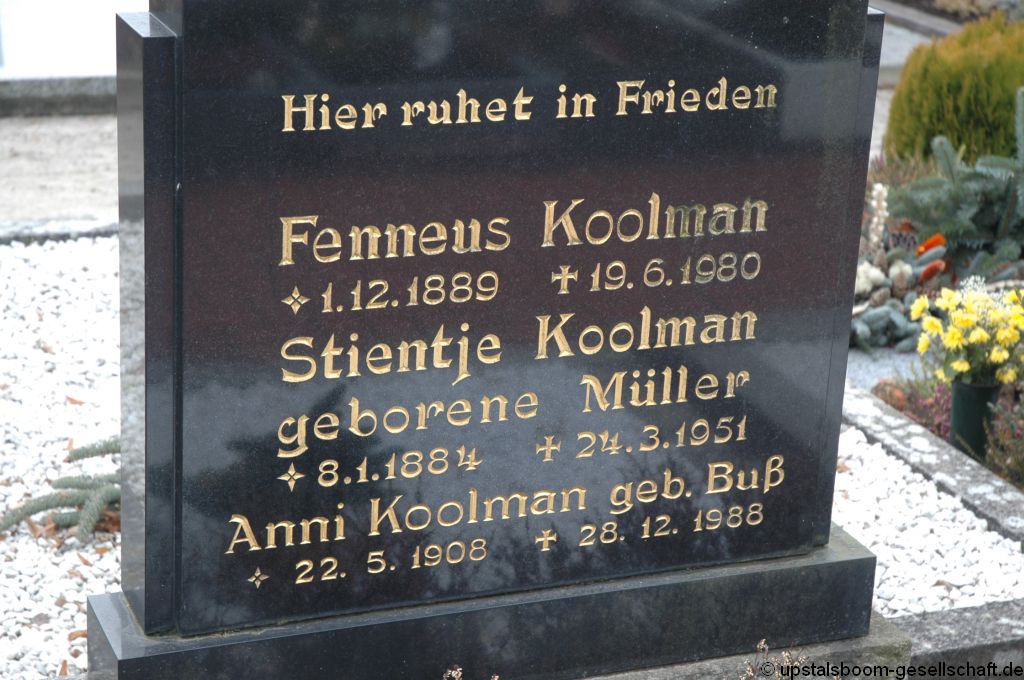 Hier ruhet in Frieden
Fenneus Koolman
✧ 1.12.1889 ✝ 19.6.1980
Stientje Koolman
geborene Müller
✧ 8.1.1884 ✝ 24.3.1951
Anni Koolman geb. Buß
✧ 22. 5. 1908 ✝ 28. 12. 1988
© upstalsboom-gesellschaft.de